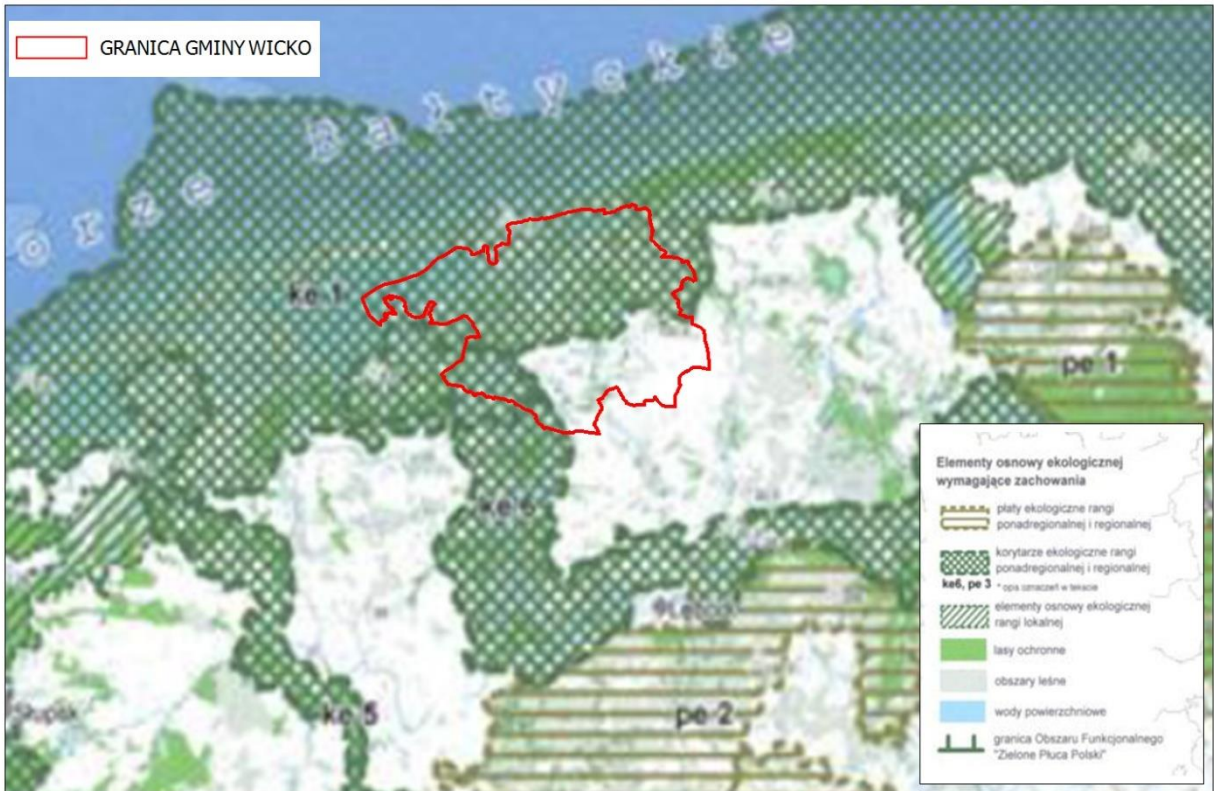 GRANICA GMINY WICKO
orze Bałtyckie
ke 1
pe 1
ke 6
Lębork
ke 5
pe 2
Słupsk
Elementy osnowy ekologicznej
wymagające zachowania
płaty ekologiczne rangi
ponadregionalnej i regionalnej
korytarze ekologiczne rangi
ponadregionalnej i regionalnej
ke6, pe 3 - opis oznaczeń w tekście
elementy osnowy ekologicznej
rangi lokalnej
lasy ochronne
obszary leśne
wody powierzchniowe
granica Obszaru Funkcjonalnego
"Zielone Płuca Polski"